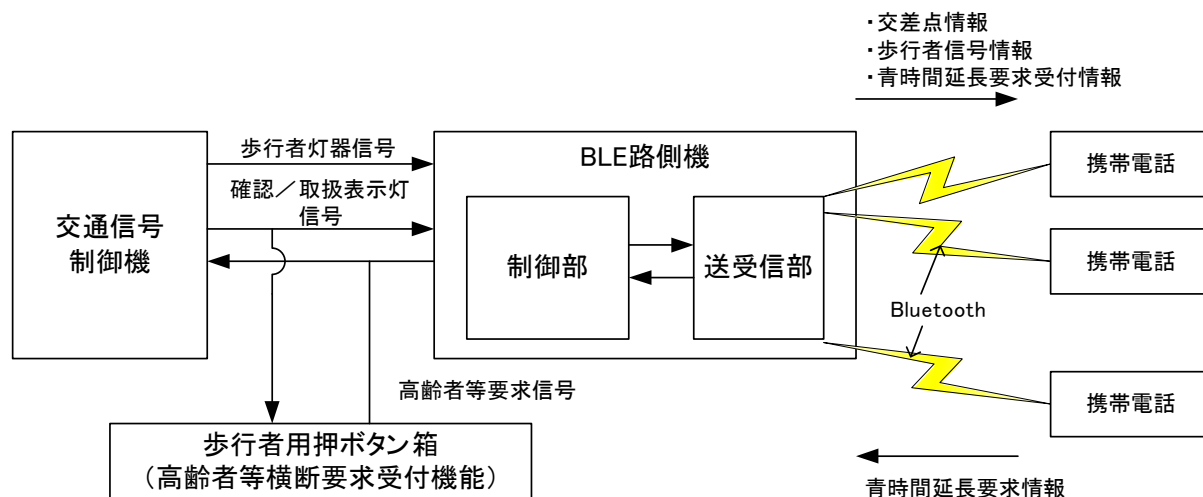 ・交差点情報
・歩行者信号情報
・青時間延長要求受付情報
交通信号
制御機
歩行者灯器信号
確認／取扱表示灯
信号
BLE路側機
制御部
送受信部
携帯電話
携帯電話
携帯電話
Bluetooth
高齢者等要求信号
歩行者用押ボタン箱
（高齢者等横断要求受付機能）
青時間延長要求情報